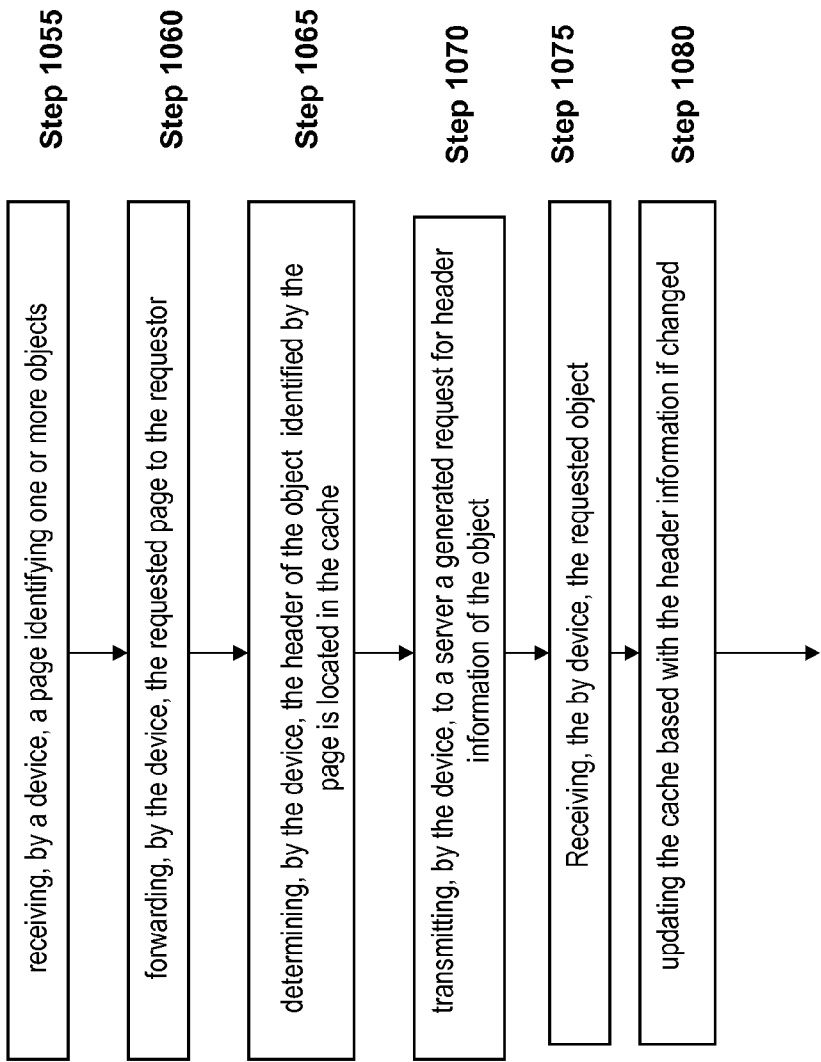 receiving, by a device, a page identifying one or more objects
Step 1055
forwarding, by the device, the requested page to the requestor
Step 1060
determining, by the device, the header of the object identified by the
page is located in the cache
Step 1065
transmitting, by the device, to a server a generated request for header
information of the object
Step 1070
Receiving, the by device, the requested object
Step 1075
updating the cache based with the header information if changed
Step 1080